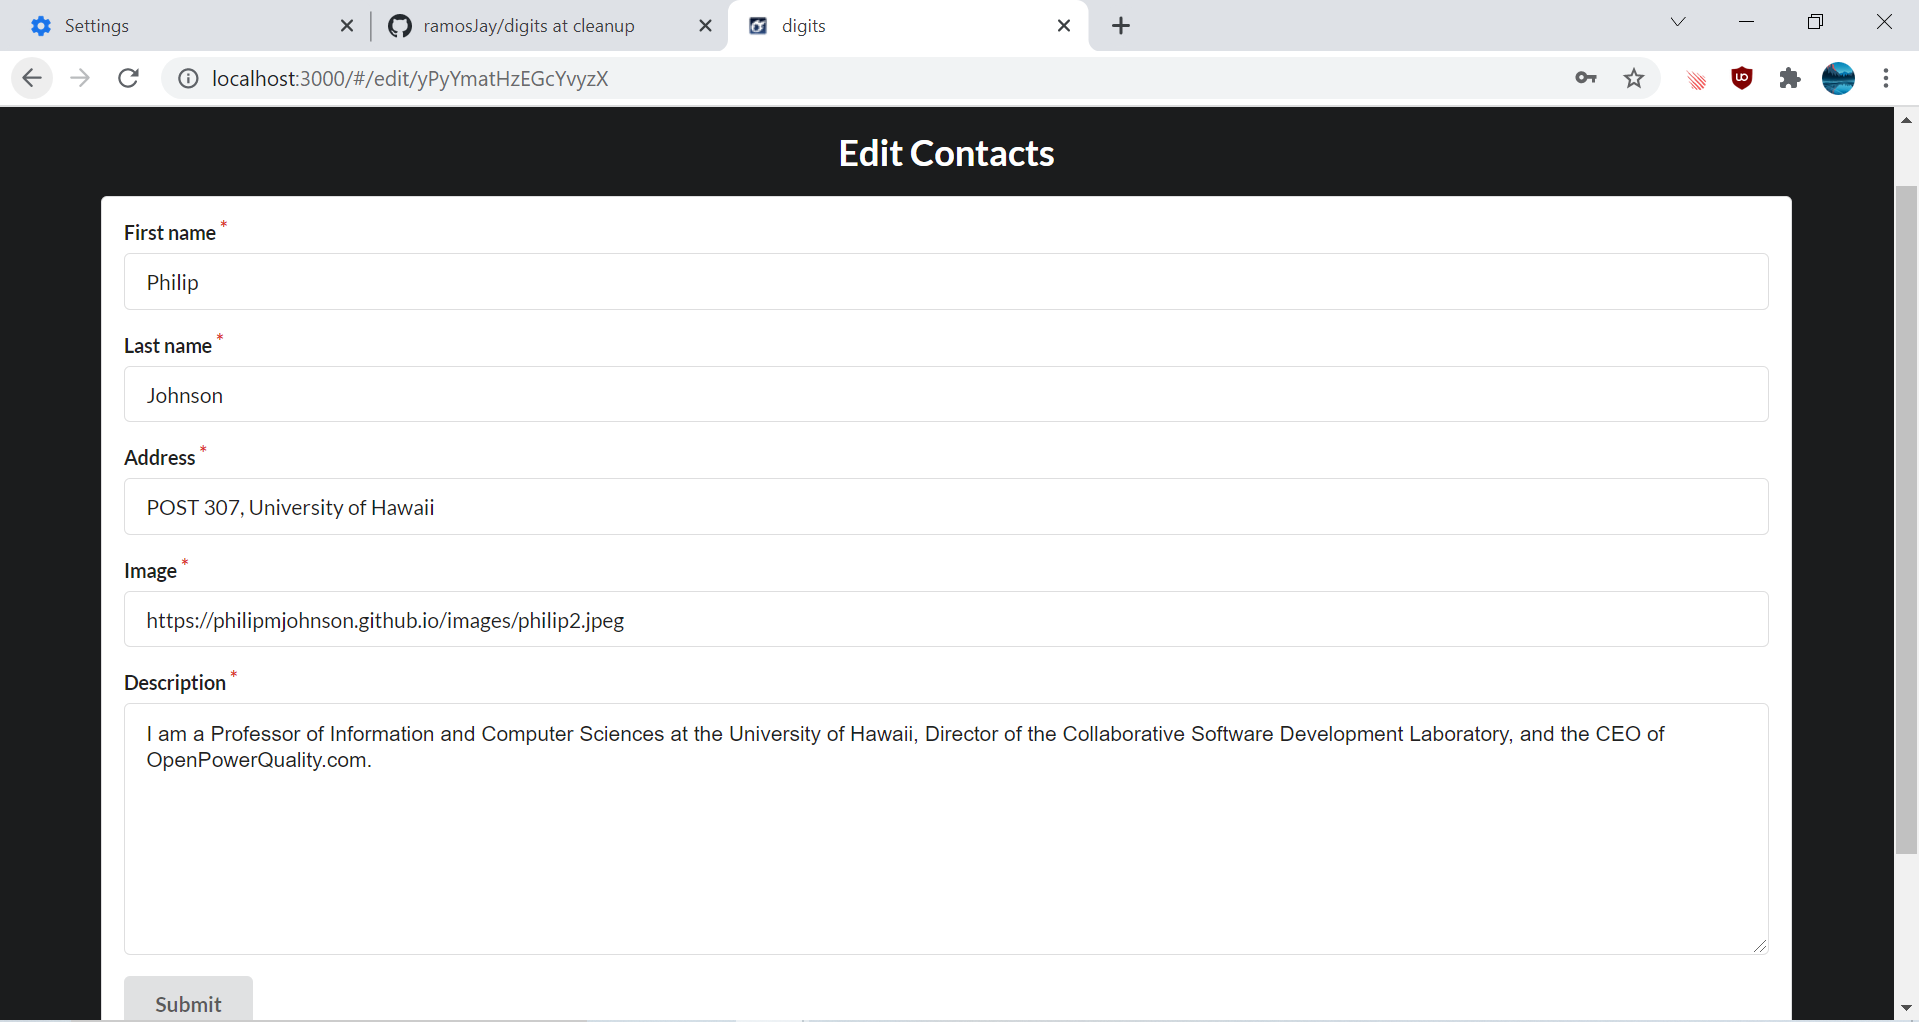 Settings
ramosJay/digits at cleanup
digits
localhost:3000/#/edit/yPyYmatHzEGcYvyzX
Edit Contacts
First name *
Philip
Last name *
Johnson
Address *
POST 307, University of Hawaii
Image *
https://philipmjohnson.github.io/images/philip2.jpeg
Description *
I am a Professor of Information and Computer Sciences at the University of Hawaii, Director of the Collaborative Software Development Laboratory, and the CEO of
OpenPowerQuality.com.
Submit